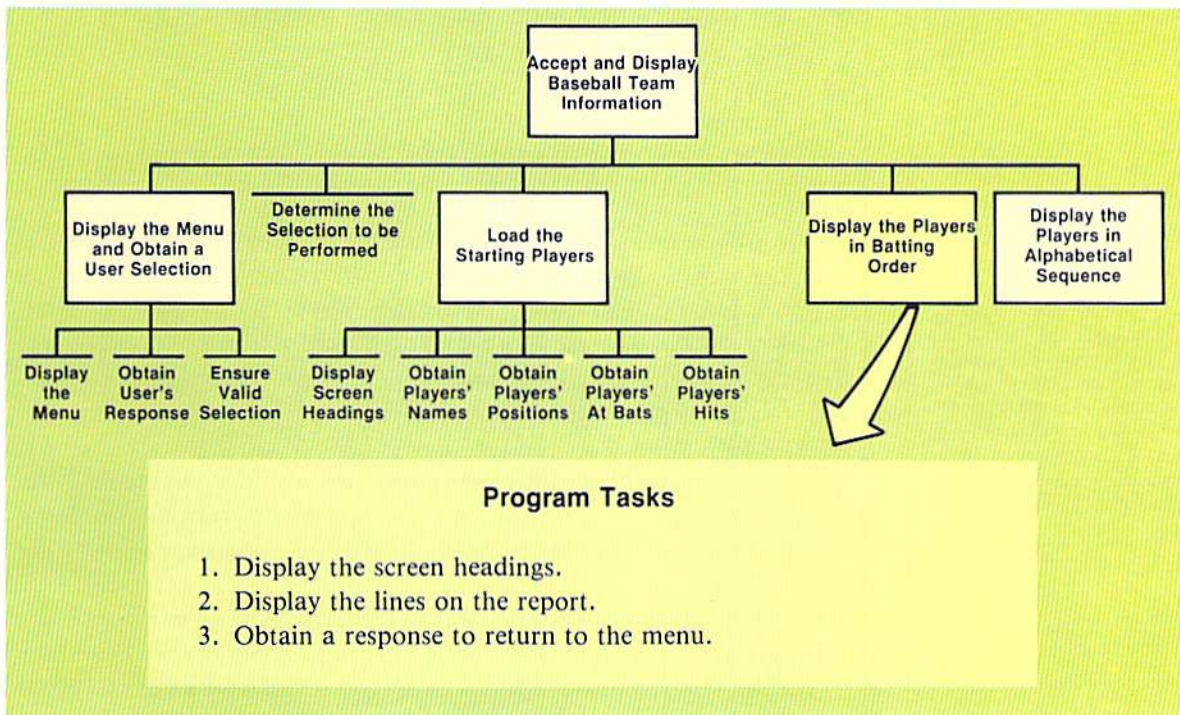 Accept and Display
Baseball Team
Information
Display the Menu
and Obtain a
User Selection
Determine the
Selection to be
Performed
Load the
Starting Players
Display the Players
in Batting
Order
Display the
Players in
Alphabetical
Sequence
Display
the
Menu
Obtain
User's
Response
Ensure
Valid
Selection
Display
Screen
Headings
Obtain
Players'
Names
Obtain
Players'
Positions
Obtain
Players'
At Bats
Obtain
Players'
Hits
Program Tasks
1. Display the screen headings.
2. Display the lines on the report.
3. Obtain a response to return to the menu.